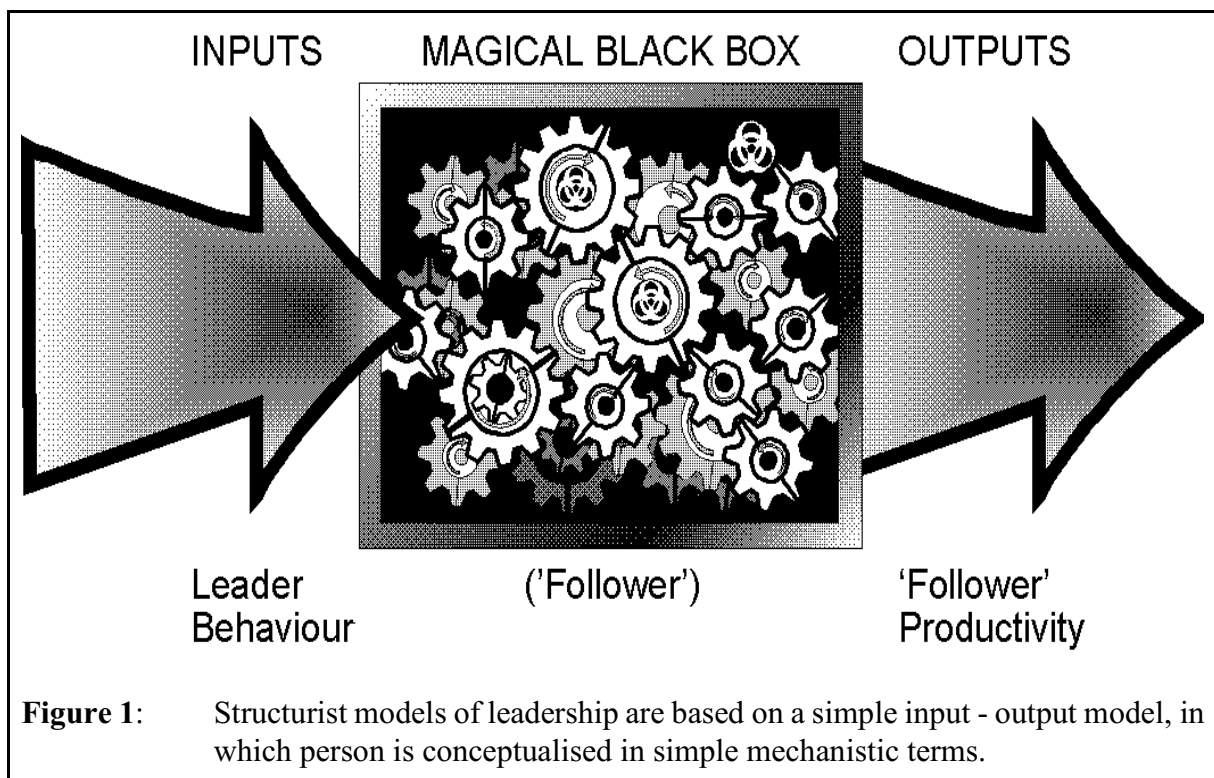 INPUTS MAGICAL BLACK BOX OUTPUTS
Leader Behaviour
('Follower')
‘Follower’ Productivity
Figure 1: Structurist models of leadership are based on a simple input - output model, in
which person is conceptualised in simple mechanistic terms.